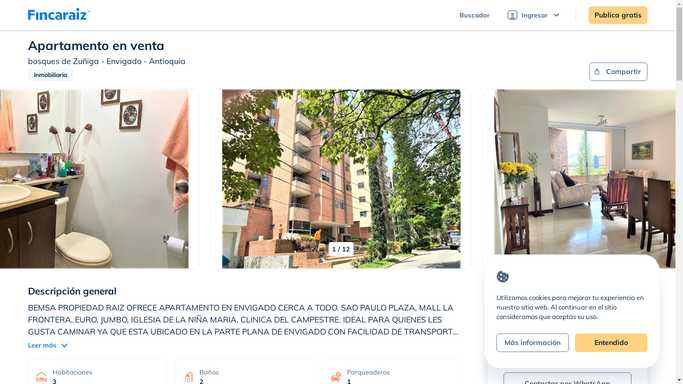 Fincaraiz
Buscador
Ingresar
Publica gratis
Apartamento en venta
bosques de Zuñiga - Envigado - Antioquia
Inmobiliaria
Compartir
1 / 12
Descripción general
BEMSA PROPIEDAD RAIZ OFRECE APARTAMENTO EN ENVIGADO CERCA A TODO. SAO PAULO PLAZA, MALL LA
FRONTERA, EURO, JUMBO, IGLESIA DE LA NIÑA MARIA, CLINICA DEL CAMPESTRE. IDEAL PARA QUIENES LES
GUSTA CAMINAR YA QUE ESTA UBICADO EN LA PARTE PLANA DE ENVIGADO CON FACILIDAD DE TRANSPORT...
Leer más
Habitaciones
3
Baños
2
Parqueaderos
1
Utilizamos cookies para mejorar tu experiencia en
nuestro sitio web. Al continuar en el sitio
consideramos que aceptas su uso.
Más información
Entendido
Contactar por WhatsApp